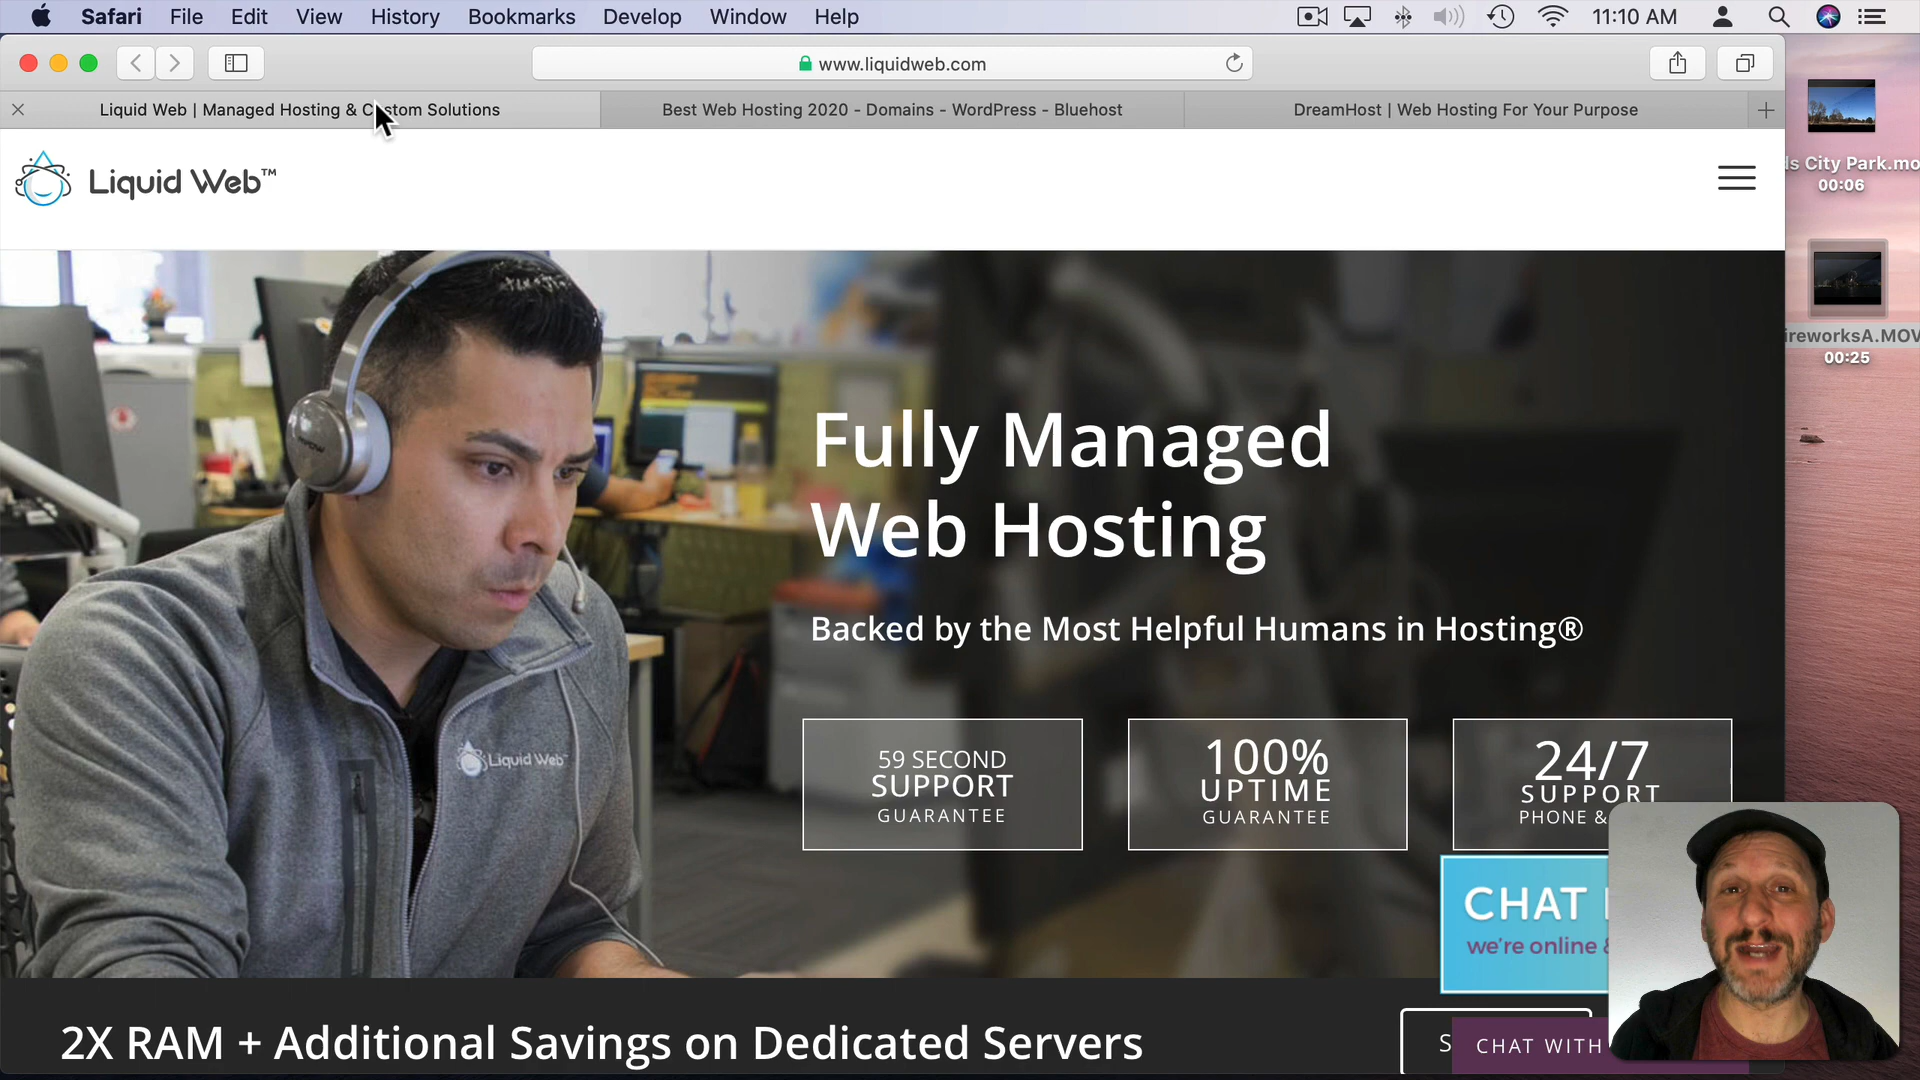 Safari File Edit View History Bookmarks Develop Window Help 11:10 AM
www.liquidweb.com
Liquid Web | Managed Hosting & Custom Solutions
Best Web Hosting 2020 - Domains - WordPress - Bluehost
DreamHost | Web Hosting For Your Purpose
s City Park.mo
00:06
ireworksA.MOV
00:25
Liquid Web™
Fully Managed
Web Hosting
Backed by the Most Helpful Humans in Hosting®
59 SECOND
SUPPORT
GUARANTEE
100%
UPTIME
GUARANTEE
24/7
SUPPORT
PHONE &
Liquid Web™
CHAT
we're online &
2X RAM + Additional Savings on Dedicated Servers
S
CHAT WITH